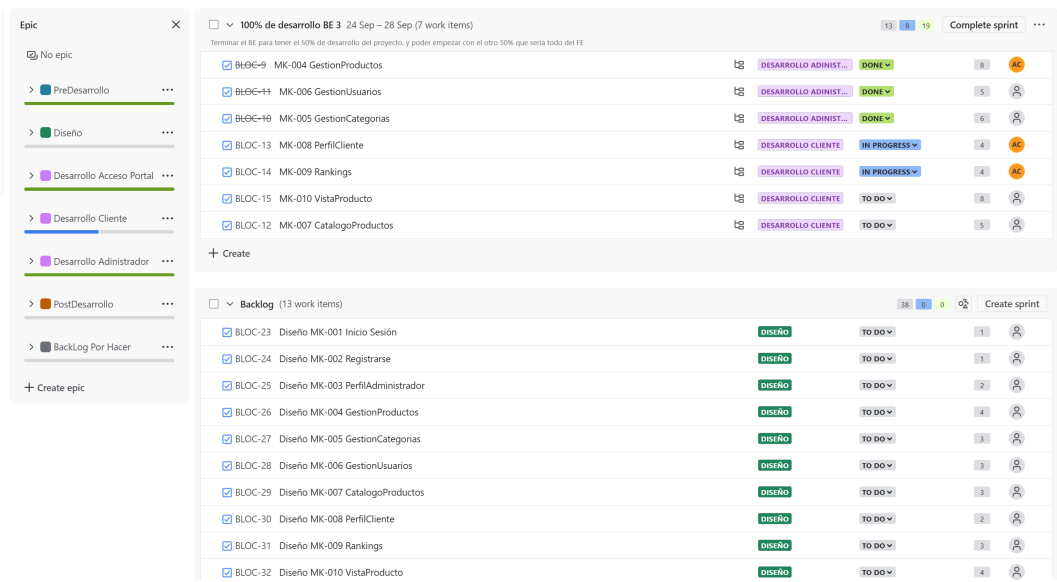 Epic
No epic
PreDesarrollo
Diseño
Desarrollo Acceso Portal
Desarrollo Cliente
Desarrollo Adinistrador
PostDesarrollo
BackLog Por Hacer
Create epic
100% de desarrollo BE 3 24 Sep – 28 Sep (7 work items) 13 8 19 Complete sprint
Terminar el BE para tener el 50% de desarrollo del proyecto. y poder empezar con el otro 50% que seria todo del FE
BLOC-9 MK-004 GestionProductos DESARROLLO ADINIST... DONE 8 AC
BLOC-11 MK-006 GestionUsuarios DESARROLLO ADINIST... DONE 5
BLOC-10 MK-005 GestionCategorias DESARROLLO ADINIST... DONE 6
BLOC-13 MK-008 PerfilCliente DESARROLLO CLIENTE IN PROGRESS 4 AC
BLOC-14 MK-009 Rankings DESARROLLO CLIENTE IN PROGRESS 4 AC
BLOC-15 MK-010 VistaProducto DESARROLLO CLIENTE TO DO 8
BLOC-12 MK-007 CatalogoProductos DESARROLLO CLIENTE TO DO 5
Create
Backlog (13 work items) 38 0 0 Create sprint
BLOC-23 Diseño MK-001 Inicio Sesión DISEÑO TO DO 1
BLOC-24 Diseño MK-002 Registrarse DISEÑO TO DO 1
BLOC-25 Diseño MK-003 PerfilAdministrador DISEÑO TO DO 2
BLOC-26 Diseño MK-004 GestionProductos DISEÑO TO DO 4
BLOC-27 Diseño MK-005 GestionCategorias DISEÑO TO DO 3
BLOC-28 Diseño MK-006 GestionUsuarios DISEÑO TO DO 3
BLOC-29 Diseño MK-007 CatalogoProductos DISEÑO TO DO 3
BLOC-30 Diseño MK-008 PerfilCliente DISEÑO TO DO 2
BLOC-31 Diseño MK-009 Rankings DISEÑO TO DO 3
BLOC-32 Diseño MK-010 VistaProducto DISEÑO TO DO 4